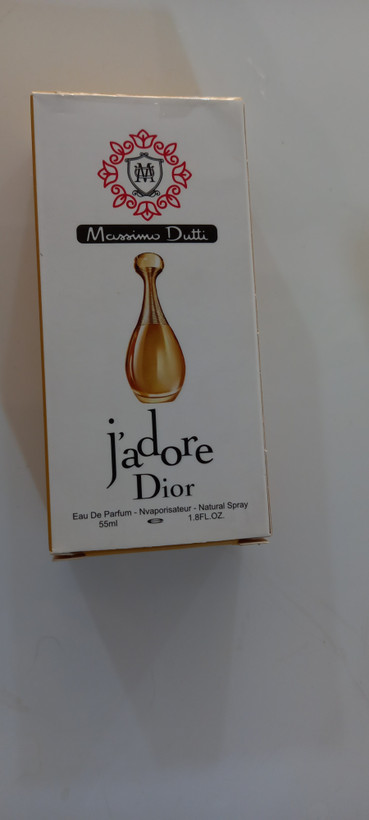 M
Massimo Dutti
j'adore
Dior
Eau De Parfum - Nvaporisateur - Natural Spray
55ml 1.8FL.OZ.